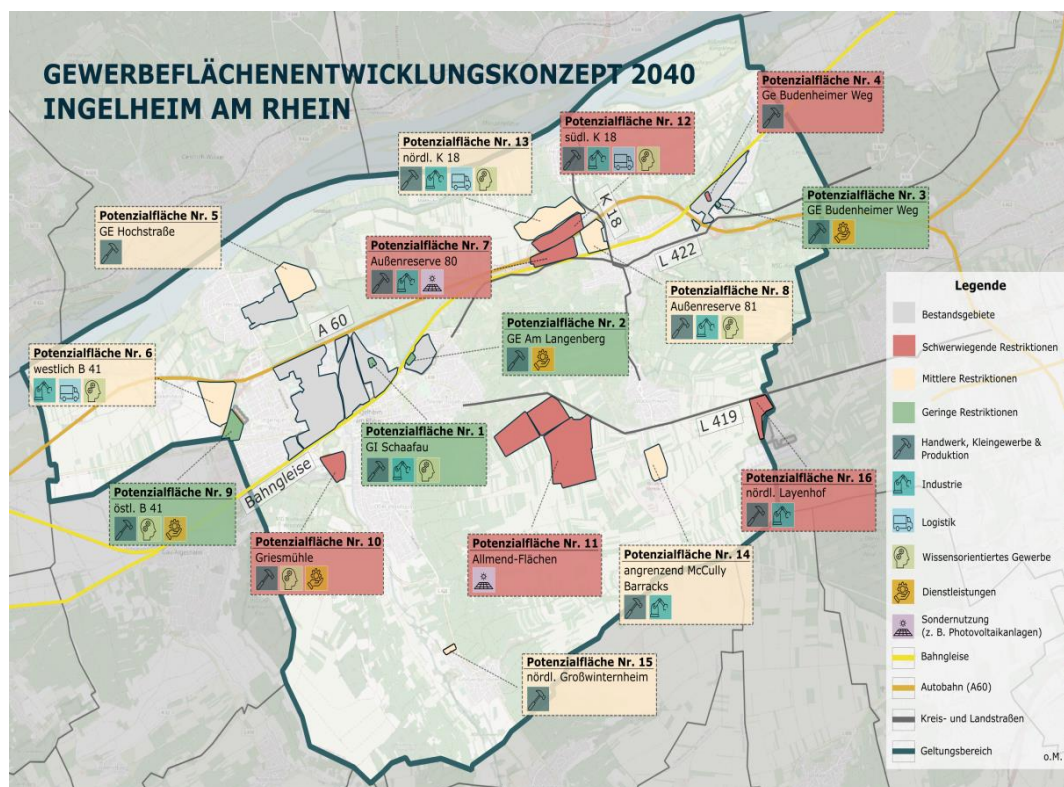 GEWERBEFLÄCHENENTWICKLUNGSKONZEPT 2040
INGELHEIM AM RHEIN
Potenzialfläche Nr. 4
Ge Budenheimer Weg
Potenzialfläche Nr. 12
südl. K 18
Potenzialfläche Nr. 13
nördl. K 18
Potenzialfläche Nr. 3
GE Budenheimer Weg
Potenzialfläche Nr. 5
GE Hochstraße
K 18
Potenzialfläche Nr. 7
Außenreserve 80
L 422
Potenzialfläche Nr. 8
Außenreserve 81
A 60
Potenzialfläche Nr. 2
GE Am Langenberg
Potenzialfläche Nr. 6
westlich B 41
L 419
Potenzialfläche Nr. 1
GI Schaafau
Bahngleise
Potenzialfläche Nr. 9
östl. B 41
Potenzialfläche Nr. 16
nördl. Layenhof
Potenzialfläche Nr. 10
Griesmühle
Potenzialfläche Nr. 11
Allmend-Flächen
Potenzialfläche Nr. 14
angrenzend McCully
Barracks
Potenzialfläche Nr. 15
nördl. Großwinternheim
Legende
Bestandsgebiete
Schwerwiegende Restriktionen
Mittlere Restriktionen
Geringe Restriktionen
Handwerk, Kleingewerbe &
Produktion
Industrie
Logistik
Wissensorientiertes Gewerbe
Dienstleistungen
Sondernutzung
(z. B. Photovoltaikanlagen)
Bahngleise
Autobahn (A60)
Kreis- und Landstraßen
Geltungsbereich
o.M.